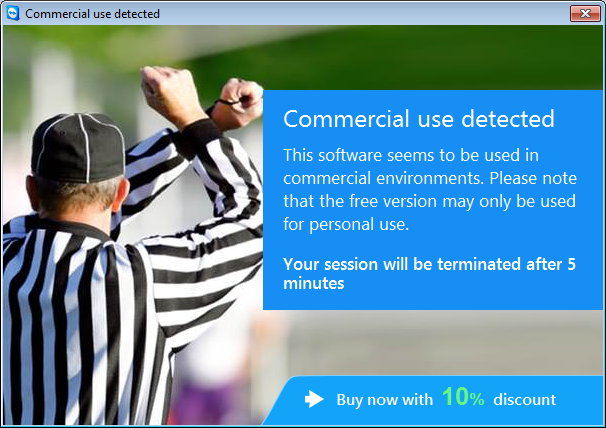 Commercial use detected
Commercial use detected
This software seems to be used in
commercial environments. Please note
that the free version may only be used
for personal use.
Your session will be terminated after 5
minutes
Buy now with 10% discount